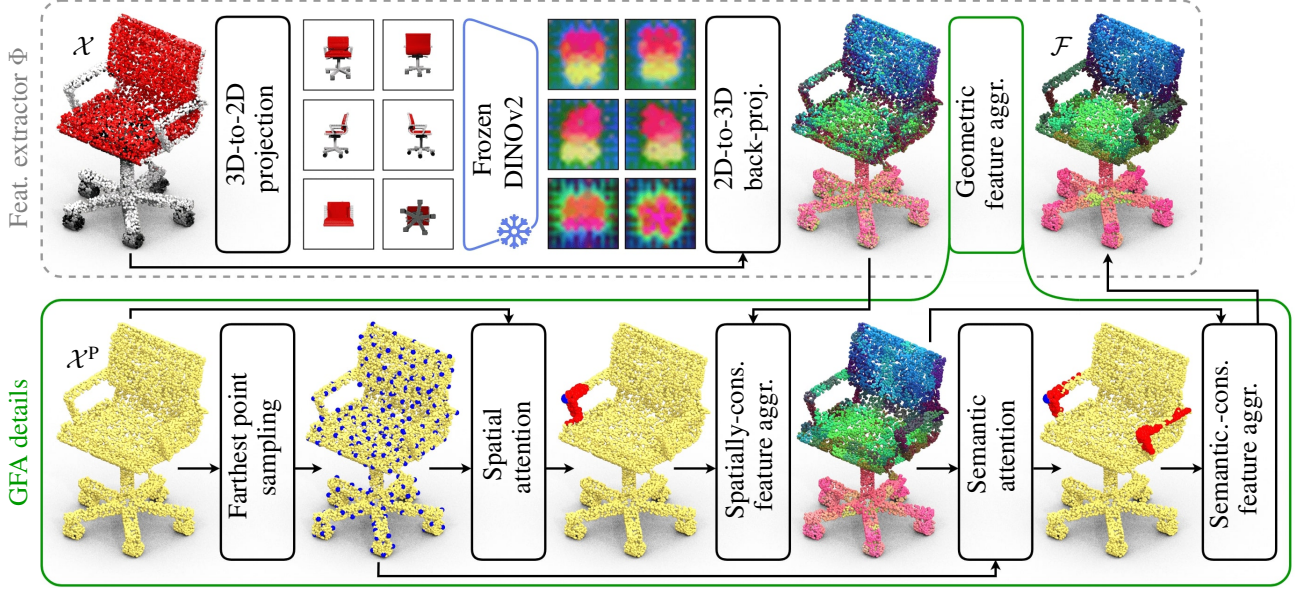 Feat. extractor Φ
𝒳
3D-to-2D
projection
Frozen
DINOv2
2D-to-3D
back-proj.
Geometric
feature aggr.
ℱ
GFA details
𝒳ᴾ
Farthest point
sampling
Spatial
attention
Spatially-cons.
feature aggr.
Semantic
attention
Semantic.-cons.
feature aggr.